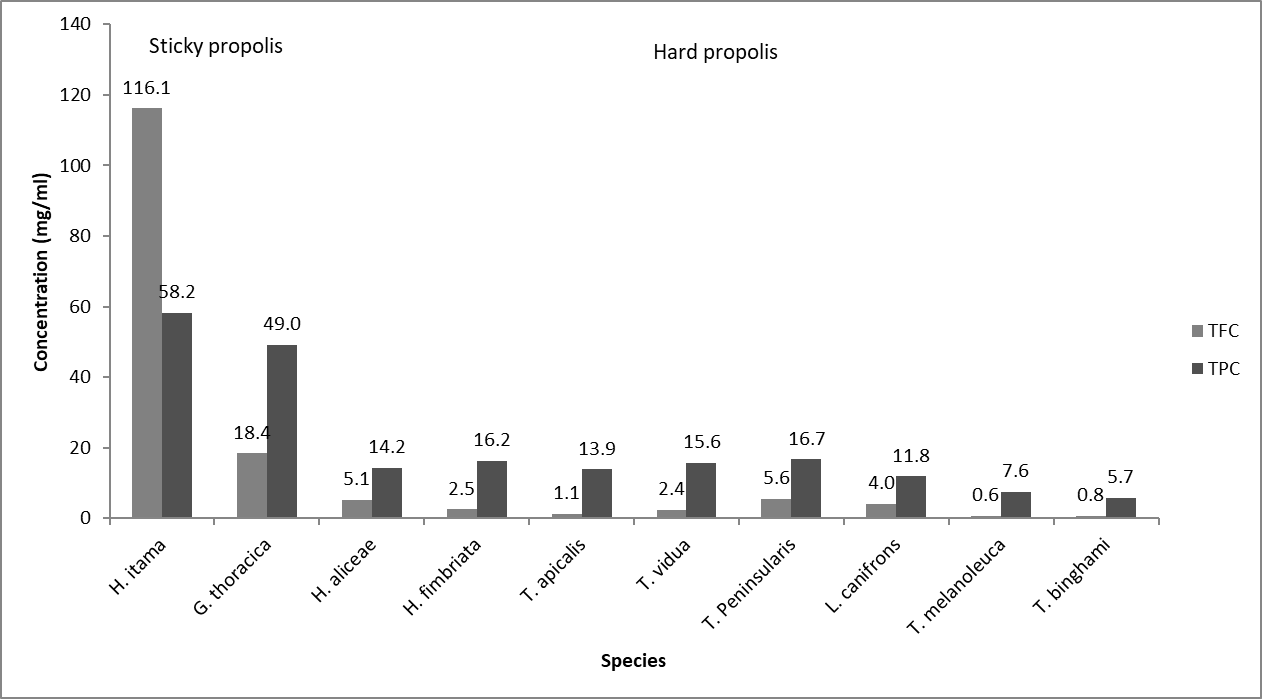 Sticky propolis
Hard propolis
Concentration (mg/ml)
140
120
100
80
60
40
20
0
116.1
58.2
18.4
49.0
5.1
14.2
2.5
16.2
1.1
13.9
2.4
15.6
5.6
16.7
4.0
11.8
0.6
7.6
0.8
5.7
H. itama
G. thoracica
H. aliceae
H. fimbriata
T. apicalis
T. vidua
T. Peninsularis
L. canifrons
T. melanoleuca
T. binghami
Species
TFC
TPC